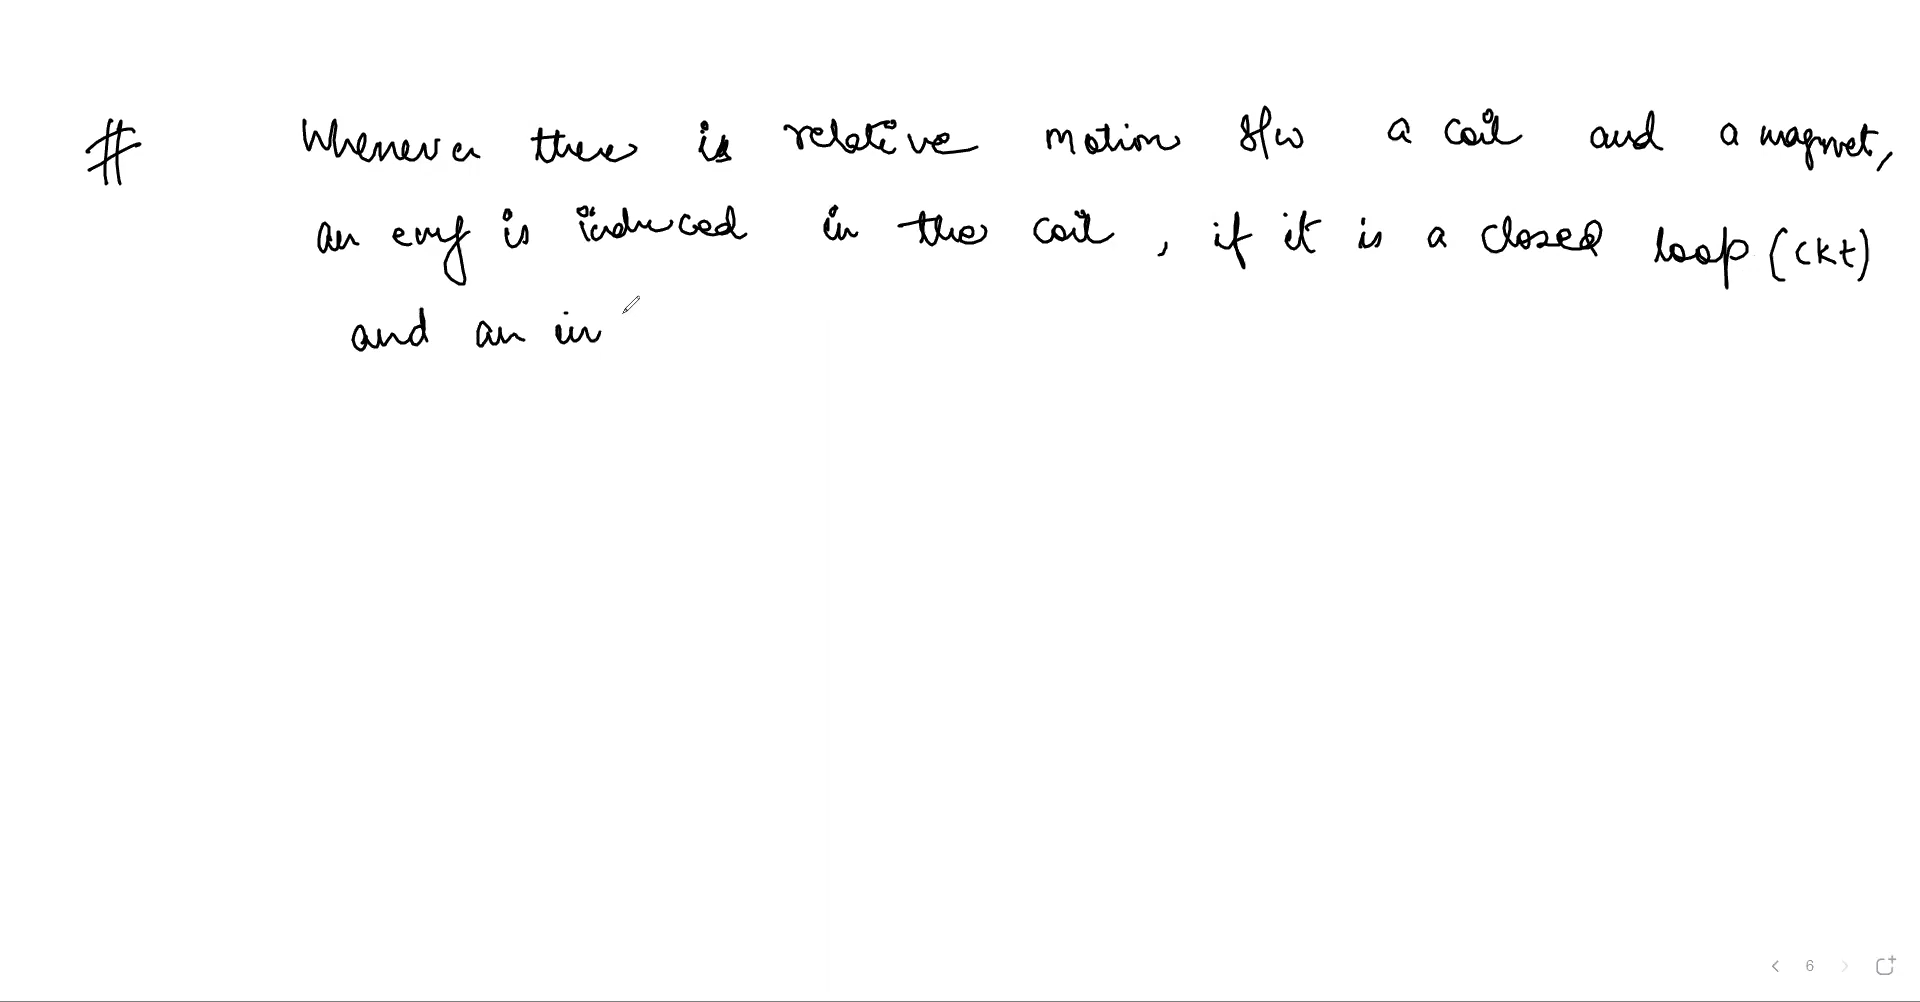 # Whenever there is relative motion b/w a coil and a magnet,
an emf is induced in the coil, if it is a closed loop (ckt)
and an in
6